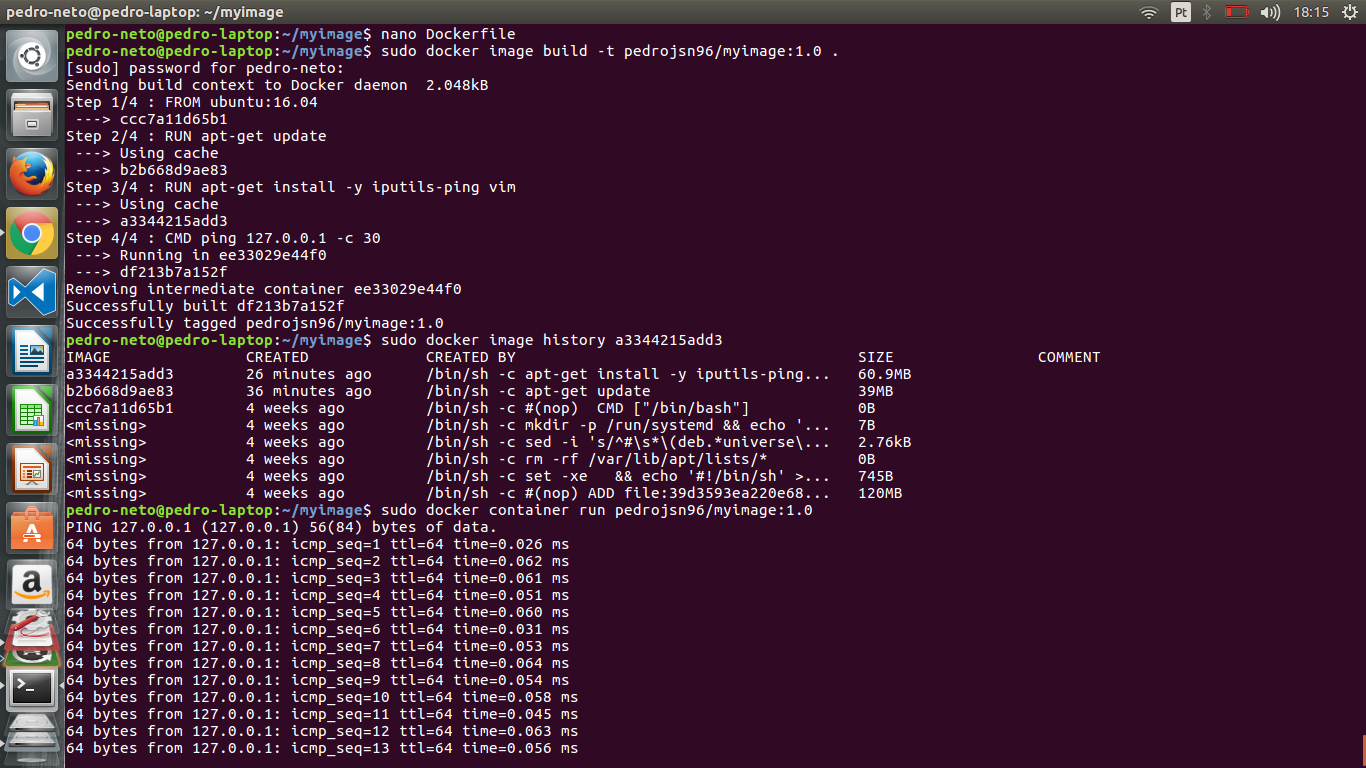 pedro-neto@pedro-laptop: ~/myimage
Pt
18:15
pedro-neto@pedro-laptop:~/myimage$ nano Dockerfile
pedro-neto@pedro-laptop:~/myimage$ sudo docker image build -t pedrojsn96/myimage:1.0 .
[sudo] password for pedro-neto:
Sending build context to Docker daemon  2.048kB
Step 1/4 : FROM ubuntu:16.04
 ---> ccc7a11d65b1
Step 2/4 : RUN apt-get update
 ---> Using cache
 ---> b2b668d9ae83
Step 3/4 : RUN apt-get install -y iputils-ping vim
 ---> Using cache
 ---> a3344215add3
Step 4/4 : CMD ping 127.0.0.1 -c 30
 ---> Running in ee33029e44f0
 ---> df213b7a152f
Removing intermediate container ee33029e44f0
Successfully built df213b7a152f
Successfully tagged pedrojsn96/myimage:1.0
pedro-neto@pedro-laptop:~/myimage$ sudo docker image history a3344215add3
IMAGE               CREATED             CREATED BY                                      SIZE                COMMENT
a3344215add3        26 minutes ago      /bin/sh -c apt-get install -y iputils-ping...   60.9MB
b2b668d9ae83        36 minutes ago      /bin/sh -c apt-get update                       39MB
ccc7a11d65b1        4 weeks ago         /bin/sh -c #(nop)  CMD ["/bin/bash"]            0B
<missing>           4 weeks ago         /bin/sh -c mkdir -p /run/systemd && echo '...   7B
<missing>           4 weeks ago         /bin/sh -c sed -i 's/^#\s*\(deb.*universe\...   2.76kB
<missing>           4 weeks ago         /bin/sh -c rm -rf /var/lib/apt/lists/*          0B
<missing>           4 weeks ago         /bin/sh -c set -xe   && echo '#!/bin/sh' >...   745B
<missing>           4 weeks ago         /bin/sh -c #(nop) ADD file:39d3593ea220e68...   120MB
pedro-neto@pedro-laptop:~/myimage$ sudo docker container run pedrojsn96/myimage:1.0
PING 127.0.0.1 (127.0.0.1) 56(84) bytes of data.
64 bytes from 127.0.0.1: icmp_seq=1 ttl=64 time=0.026 ms
64 bytes from 127.0.0.1: icmp_seq=2 ttl=64 time=0.062 ms
64 bytes from 127.0.0.1: icmp_seq=3 ttl=64 time=0.061 ms
64 bytes from 127.0.0.1: icmp_seq=4 ttl=64 time=0.051 ms
64 bytes from 127.0.0.1: icmp_seq=5 ttl=64 time=0.060 ms
64 bytes from 127.0.0.1: icmp_seq=6 ttl=64 time=0.031 ms
64 bytes from 127.0.0.1: icmp_seq=7 ttl=64 time=0.053 ms
64 bytes from 127.0.0.1: icmp_seq=8 ttl=64 time=0.064 ms
64 bytes from 127.0.0.1: icmp_seq=9 ttl=64 time=0.054 ms
64 bytes from 127.0.0.1: icmp_seq=10 ttl=64 time=0.058 ms
64 bytes from 127.0.0.1: icmp_seq=11 ttl=64 time=0.045 ms
64 bytes from 127.0.0.1: icmp_seq=12 ttl=64 time=0.063 ms
64 bytes from 127.0.0.1: icmp_seq=13 ttl=64 time=0.056 ms